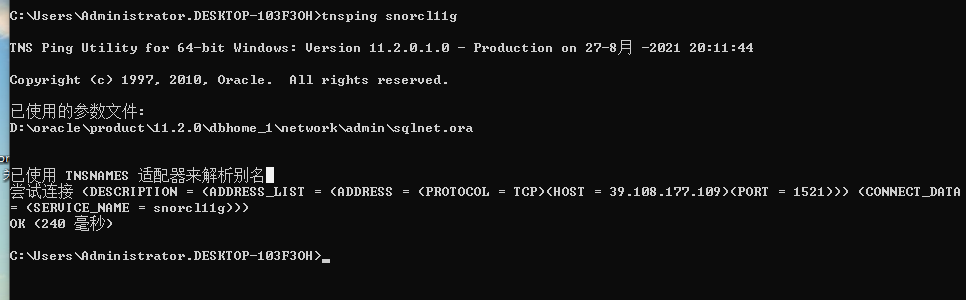 C:\Users\Administrator.DESKTOP-103F3OH>tnsping snorcl11g
TNS Ping Utility for 64-bit Windows: Version 11.2.0.1.0 - Production on 27-8月 -2021 20:11:44
Copyright (c) 1997, 2010, Oracle.  All rights reserved.
已使用的参数文件:
D:\oracle\product\11.2.0\dbhome_1\network\admin\sqlnet.ora
已使用 TNSNAMES 适配器来解析别名
尝试连接 (DESCRIPTION = (ADDRESS_LIST = (ADDRESS = (PROTOCOL = TCP)(HOST = 39.108.177.109)(PORT = 1521))) (CONNECT_DATA
= (SERVICE_NAME = snorcl11g)))
OK (240 毫秒)
C:\Users\Administrator.DESKTOP-103F3OH>_